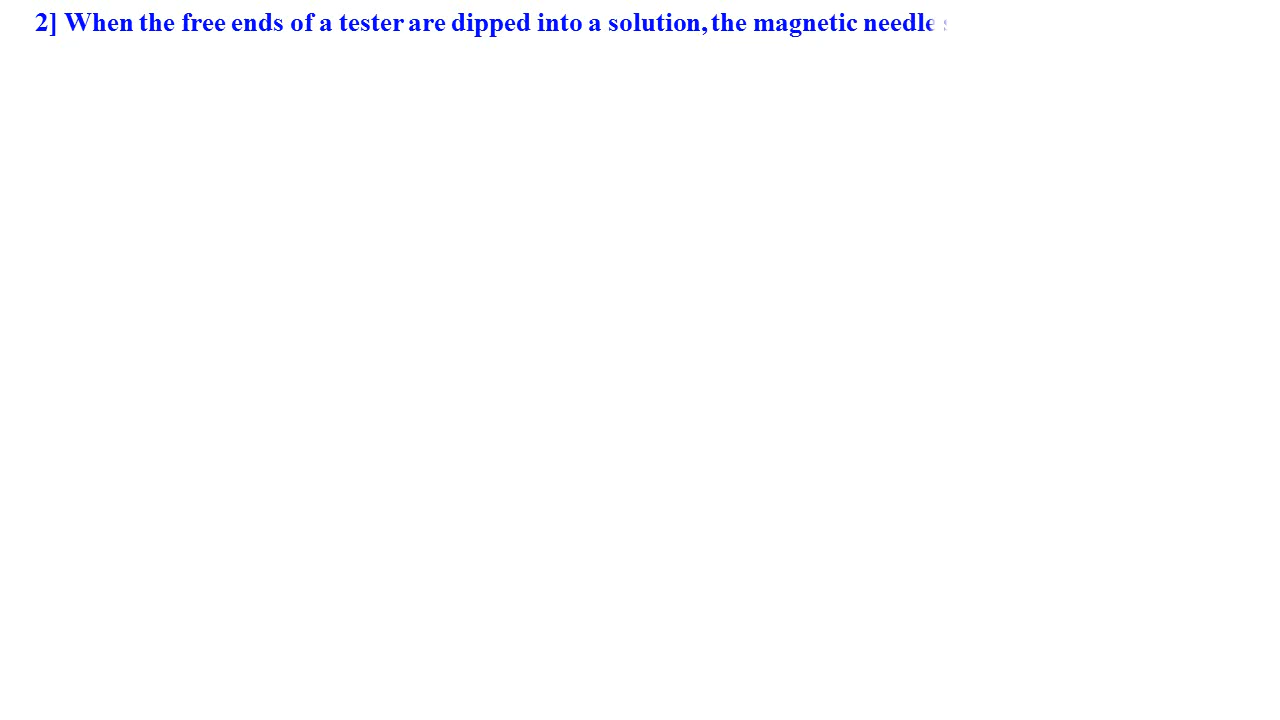 2] When the free ends of a tester are dipped into a solution, the magnetic needle